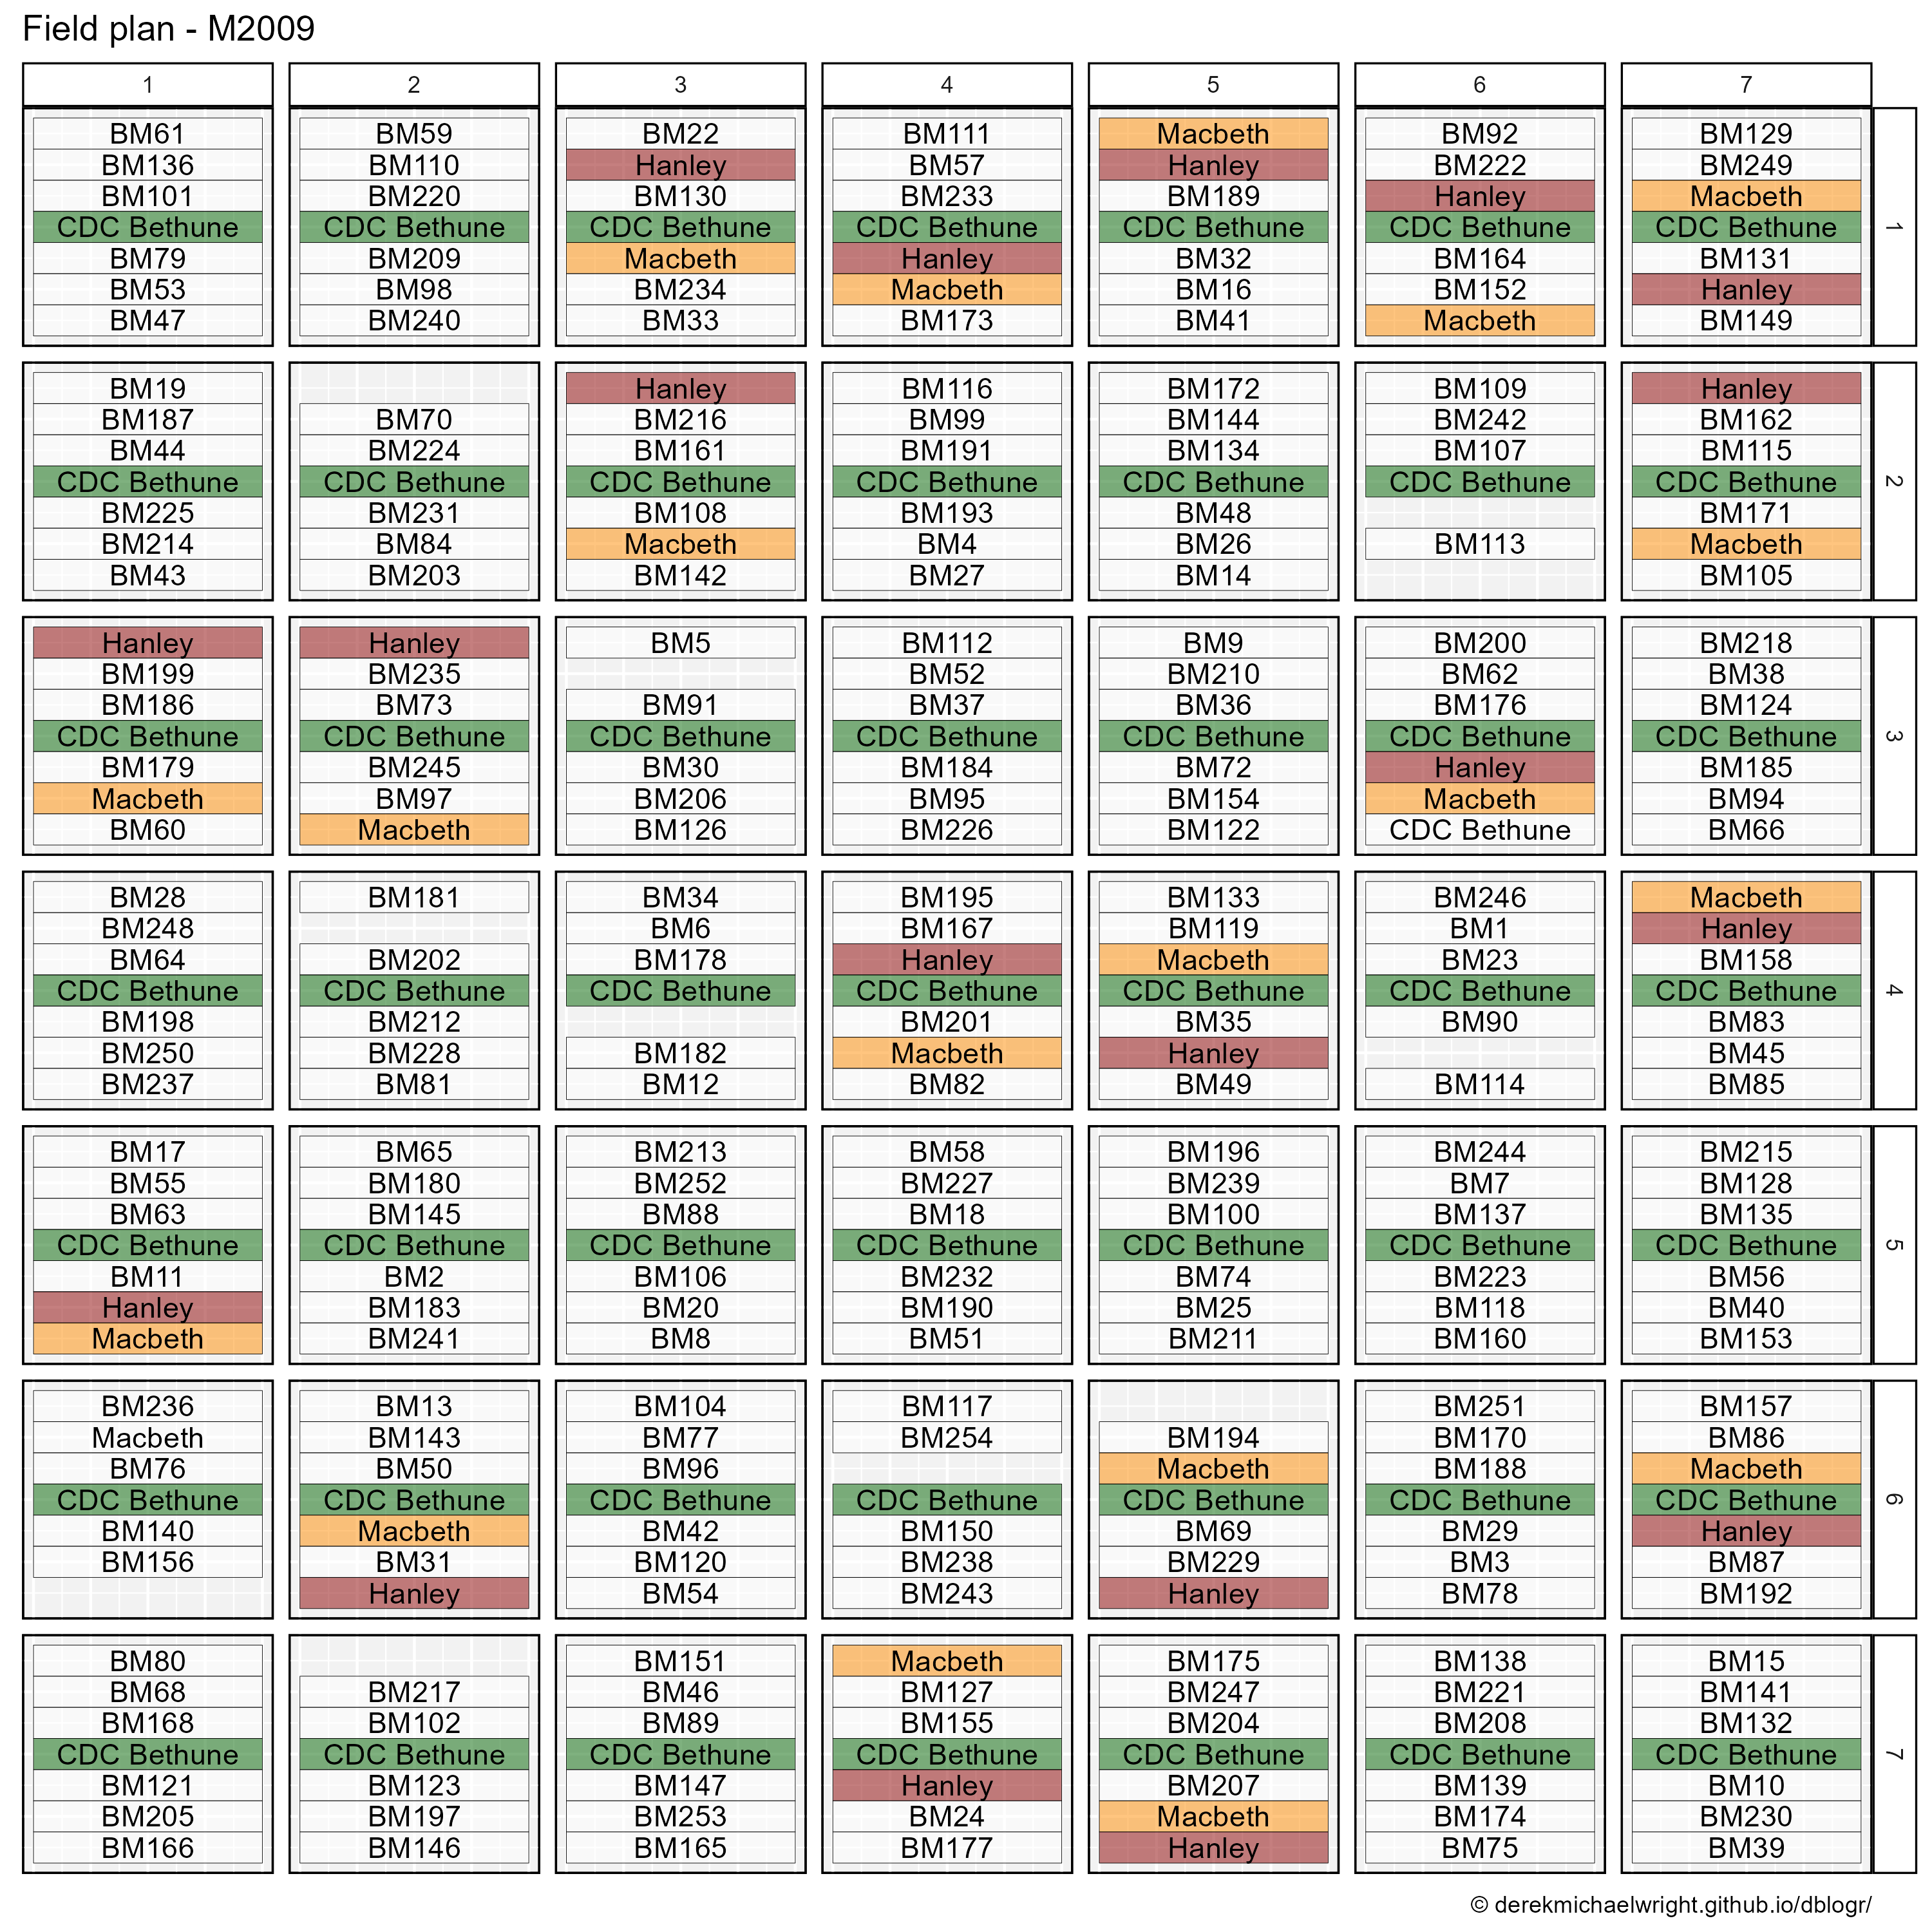 Field plan - M2009
1 2 3 4 5 6 7
BM61 BM59 BM22 BM111 Macbeth BM92 BM129
BM136 BM110 Hanley BM57 Hanley BM222 BM249
BM101 BM220 BM130 BM233 BM189 Hanley Macbeth
CDC Bethune CDC Bethune CDC Bethune CDC Bethune CDC Bethune CDC Bethune CDC Bethune 1
BM79 BM209 Macbeth Hanley BM32 BM164 BM131
BM53 BM98 BM234 Macbeth BM16 BM152 Hanley
BM47 BM240 BM33 BM173 BM41 Macbeth BM149
BM19 Hanley BM116 BM172 BM109 Hanley
BM187 BM70 BM216 BM99 BM144 BM242 BM162
BM44 BM224 BM161 BM191 BM134 BM107 BM115
CDC Bethune CDC Bethune CDC Bethune CDC Bethune CDC Bethune CDC Bethune CDC Bethune 2
BM225 BM231 BM108 BM193 BM48 BM171
BM214 BM84 Macbeth BM4 BM26 BM113 Macbeth
BM43 BM203 BM142 BM27 BM14 BM105
Hanley Hanley BM5 BM112 BM9 BM200 BM218
BM199 BM235 BM52 BM210 BM62 BM38
BM186 BM73 BM91 BM37 BM36 BM176 BM124
CDC Bethune CDC Bethune CDC Bethune CDC Bethune CDC Bethune CDC Bethune CDC Bethune 3
BM179 BM245 BM30 BM184 BM72 Hanley BM185
Macbeth BM97 BM206 BM95 BM154 Macbeth BM94
BM60 Macbeth BM126 BM226 BM122 CDC Bethune BM66
BM28 BM181 BM34 BM195 BM133 BM246 Macbeth
BM248 BM6 BM167 BM119 BM1 Hanley
BM64 BM202 BM178 Hanley Macbeth BM23 BM158
CDC Bethune CDC Bethune CDC Bethune CDC Bethune CDC Bethune CDC Bethune CDC Bethune 4
BM198 BM212 BM201 BM35 BM90 BM83
BM250 BM228 BM182 Macbeth Hanley BM45
BM237 BM81 BM12 BM82 BM49 BM114 BM85
BM17 BM65 BM213 BM58 BM196 BM244 BM215
BM55 BM180 BM252 BM227 BM239 BM7 BM128
BM63 BM145 BM88 BM18 BM100 BM137 BM135
CDC Bethune CDC Bethune CDC Bethune CDC Bethune CDC Bethune CDC Bethune CDC Bethune 5
BM11 BM2 BM106 BM232 BM74 BM223 BM56
Hanley BM183 BM20 BM190 BM25 BM118 BM40
Macbeth BM241 BM8 BM51 BM211 BM160 BM153
BM236 BM13 BM104 BM117 BM251 BM157
Macbeth BM143 BM77 BM254 BM194 BM170 BM86
BM76 BM50 BM96 Macbeth BM188 Macbeth
CDC Bethune CDC Bethune CDC Bethune CDC Bethune CDC Bethune CDC Bethune CDC Bethune 6
BM140 Macbeth BM42 BM150 BM69 BM29 Hanley
BM156 BM31 BM120 BM238 BM229 BM3 BM87
Hanley BM54 BM243 Hanley BM78 BM192
BM80 BM151 Macbeth BM175 BM138 BM15
BM68 BM217 BM46 BM127 BM247 BM221 BM141
BM168 BM102 BM89 BM155 BM204 BM208 BM132
CDC Bethune CDC Bethune CDC Bethune CDC Bethune CDC Bethune CDC Bethune CDC Bethune 7
BM121 BM123 BM147 Hanley BM207 BM139 BM10
BM205 BM197 BM253 BM24 Macbeth BM174 BM230
BM166 BM146 BM165 BM177 Hanley BM75 BM39
© derekmichaelwright.github.io/dblogr/